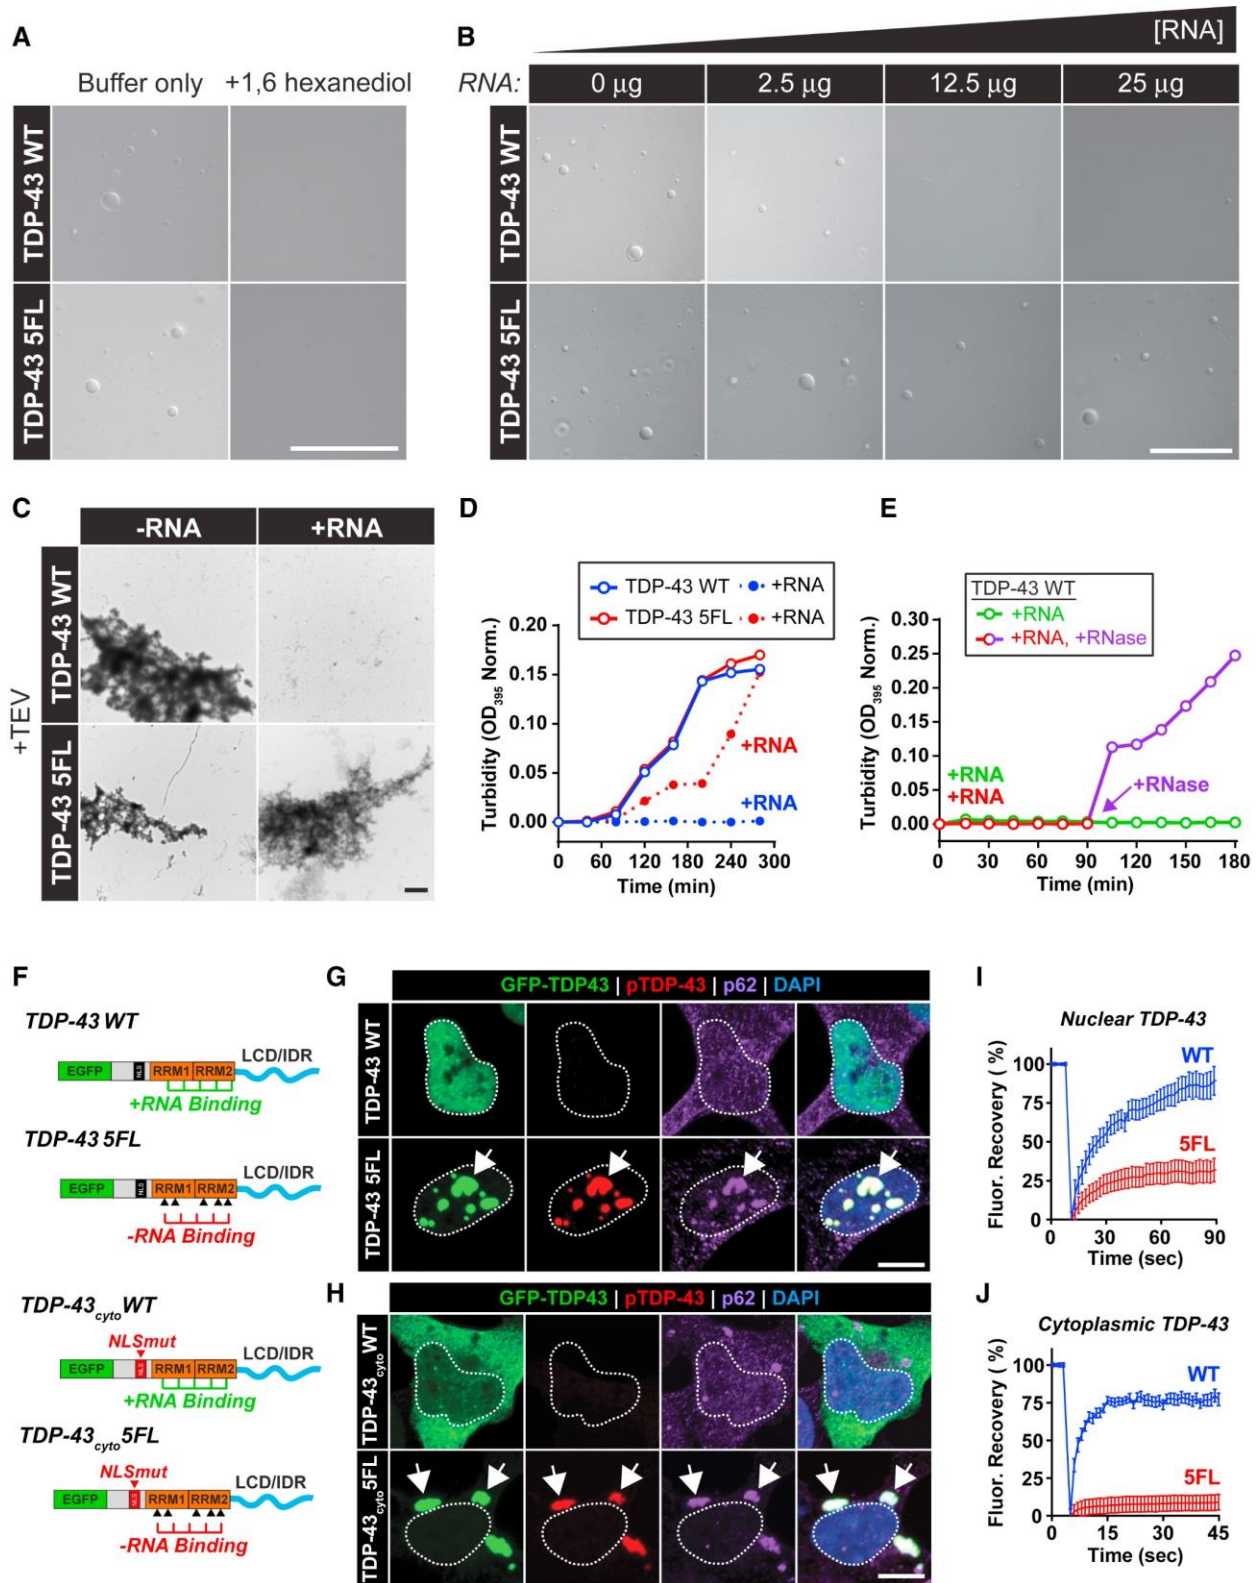 A
Buffer only +1,6 hexanediol
TDP-43 WT
TDP-43 5FL
B
[RNA]
RNA: 0 μg 2.5 μg 12.5 μg 25 μg
TDP-43 WT
TDP-43 5FL
C
-RNA +RNA
+TEV
TDP-43 WT
TDP-43 5FL
D
TDP-43 WT +RNA
TDP-43 5FL +RNA
Turbidity (OD395 Norm.)
0.20
0.15
0.10
0.05
0.00
+RNA
+RNA
0 60 120 180 240 300
Time (min)
E
TDP-43 WT
+RNA
+RNA, +RNase
Turbidity (OD395 Norm.)
0.30
0.25
0.20
0.15
0.10
0.05
0.00
+RNA
+RNA
+RNase
0 30 60 90 120 150 180
Time (min)
F
TDP-43 WT
LCD/IDR
EGFP NLS RRM1 RRM2
+RNA Binding
TDP-43 5FL
LCD/IDR
EGFP NLS RRM1 RRM2
-RNA Binding
TDP-43cyto WT
NLSmut
LCD/IDR
EGFP NLS RRM1 RRM2
+RNA Binding
TDP-43cyto 5FL
NLSmut
LCD/IDR
EGFP NLS RRM1 RRM2
-RNA Binding
G
GFP-TDP43 | pTDP-43 | p62 | DAPI
TDP-43 WT
TDP-43 5FL
H
GFP-TDP43 | pTDP-43 | p62 | DAPI
TDP-43cyto WT
TDP-43cyto 5FL
I
Nuclear TDP-43
Fluor. Recovery (%)
100
75
50
25
0
WT
5FL
0 30 60 90
Time (sec)
J
Cytoplasmic TDP-43
Fluor. Recovery (%)
100
75
50
25
0
WT
5FL
0 15 30 45
Time (sec)